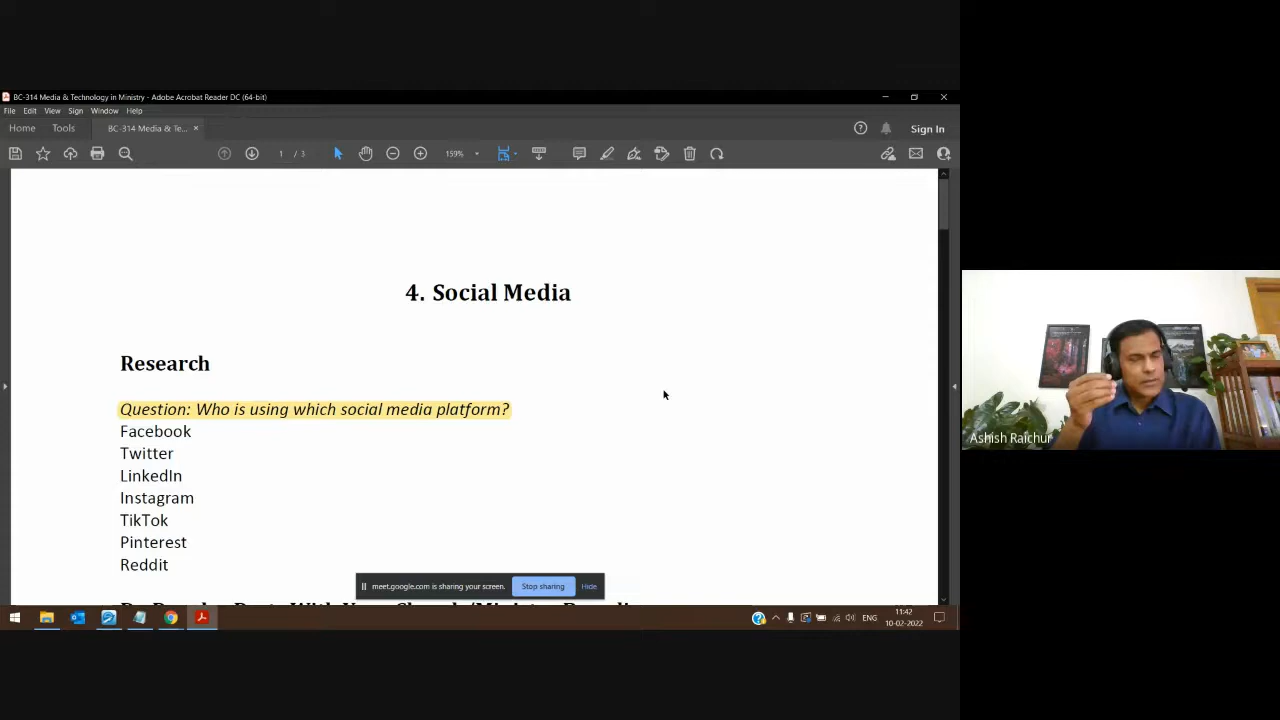 BC-314 Media & Technology in Ministry - Adobe Acrobat Reader DC (64-bit)
File Edit View Sign Window Help
Home Tools BC-314 Media & Te... × Sign In
1 / 3 159%
4. Social Media
Research
Question: Who is using which social media platform?
Facebook
Twitter
LinkedIn
Instagram
TikTok
Pinterest
Reddit
meet.google.com is sharing your screen. Stop sharing Hide
ENG 11:42
10-02-2022
Ashish Raichur